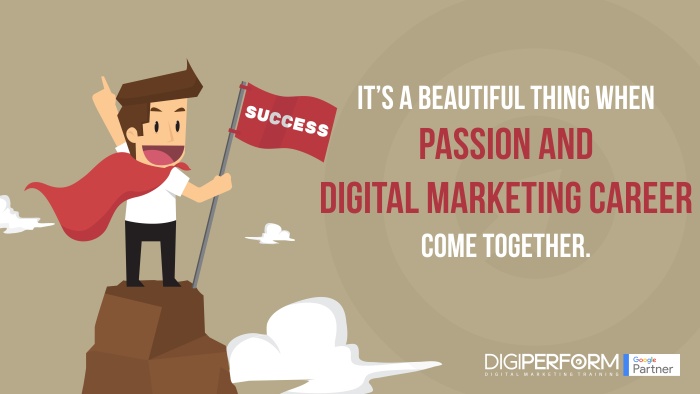 SUCCESS
IT'S A BEAUTIFUL THING WHEN
PASSION AND
DIGITAL MARKETING CAREER
COME TOGETHER.
DIGIPERFORM
DIGITAL MARKETING TRAINING
Google
Partner